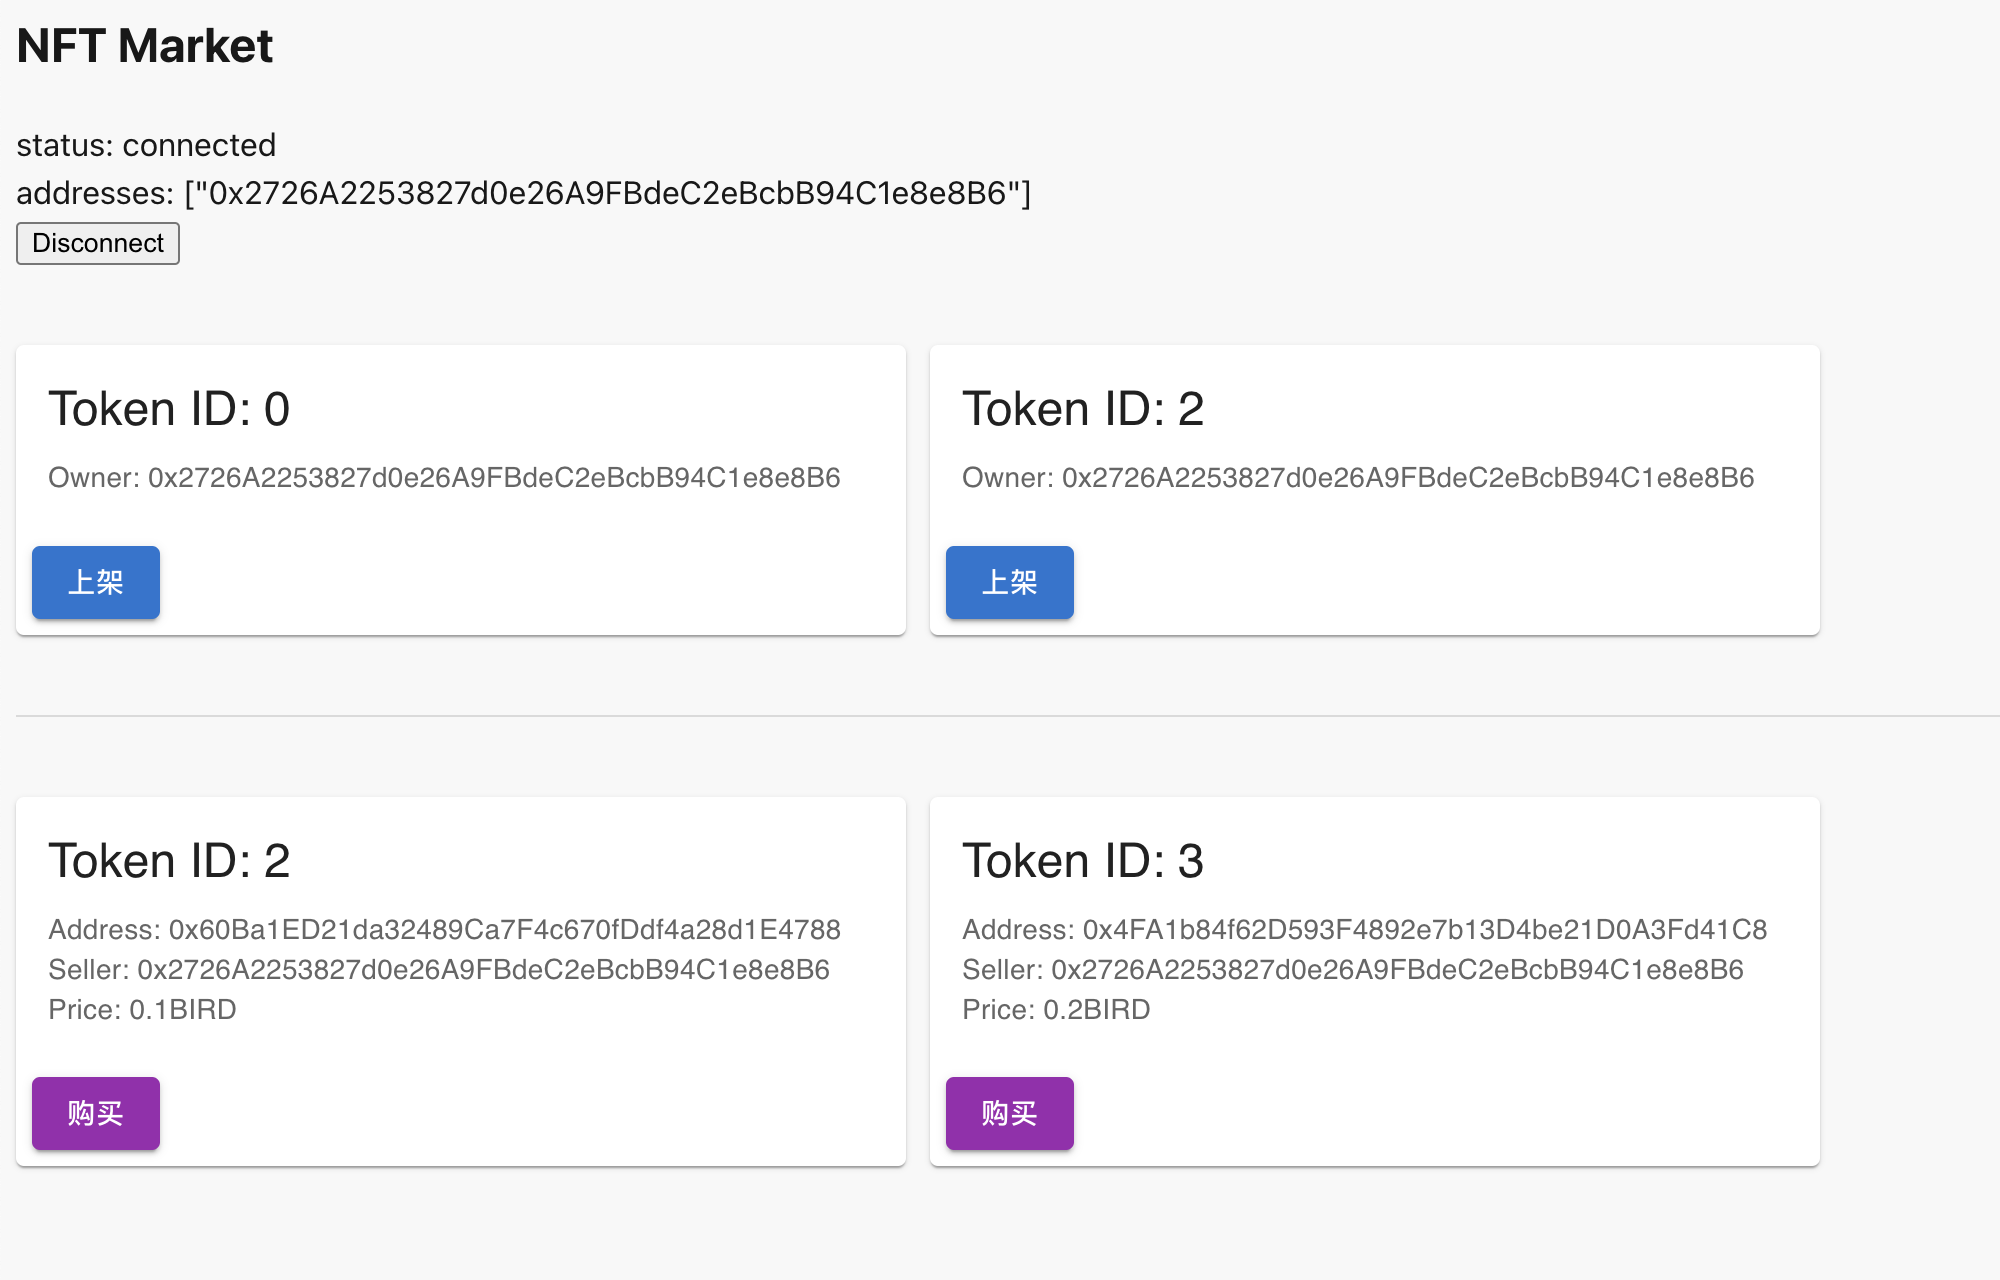 NFT Market
status: connected
addresses: ["0x2726A2253827d0e26A9FBdeC2eBcbB94C1e8e8B6"]
Disconnect
Token ID: 0
Owner: 0x2726A2253827d0e26A9FBdeC2eBcbB94C1e8e8B6
上架
Token ID: 2
Owner: 0x2726A2253827d0e26A9FBdeC2eBcbB94C1e8e8B6
上架
Token ID: 2
Address: 0x60Ba1ED21da32489Ca7F4c670fDdf4a28d1E4788
Seller: 0x2726A2253827d0e26A9FBdeC2eBcbB94C1e8e8B6
Price: 0.1BIRD
购买
Token ID: 3
Address: 0x4FA1b84f62D593F4892e7b13D4be21D0A3Fd41C8
Seller: 0x2726A2253827d0e26A9FBdeC2eBcbB94C1e8e8B6
Price: 0.2BIRD
购买